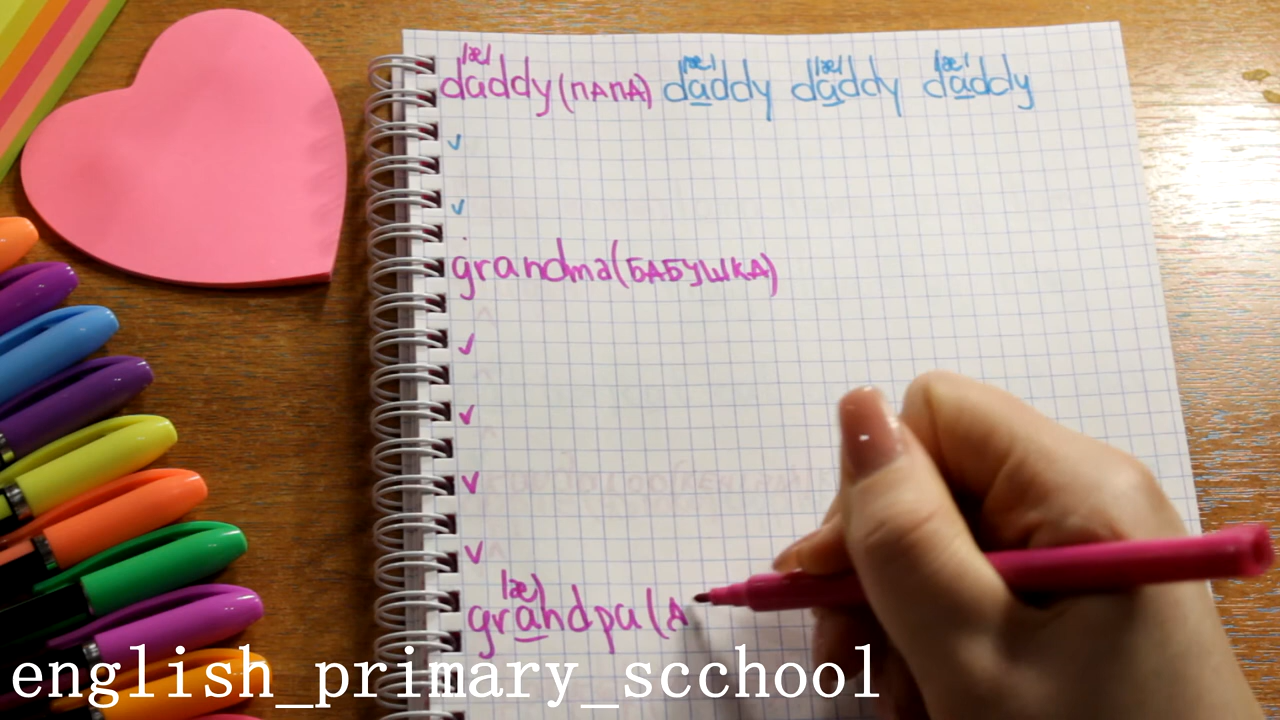 |æ| |æ| |æ| |æ|
daddy(ПАПА) daddy daddy daddy
grandma(БАБУШКА)
|æ|
grandpa(Д
english_primary_scchool